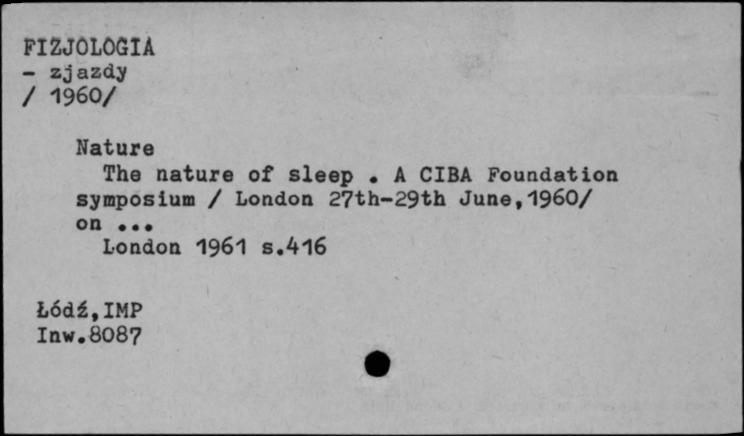 FIZJOLOGIA
- zjazdy
/ 1960/
Nature
The nature of sleep . A CIBA Foundation
symposium / London 27th-29th June,1960/
on ...
London 1961 s.416
Łódź,IMP
Inw.8087